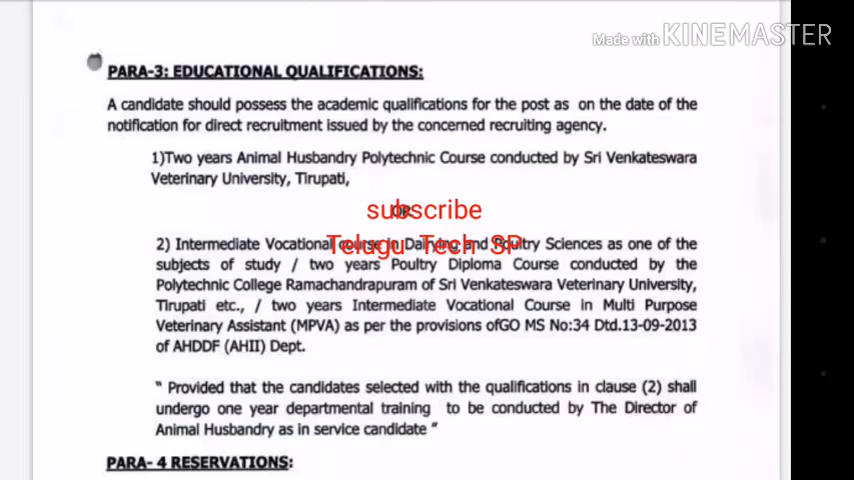 Made with KINEMASTER
PARA-3: EDUCATIONAL QUALIFICATIONS:
A candidate should possess the academic qualifications for the post as on the date of the
notification for direct recruitment issued by the concerned recruiting agency.
1)Two years Animal Husbandry Polytechnic Course conducted by Sri Venkateswara
Veterinary University, Tirupati,
OR
subscribe
2) Intermediate Vocational course in Dairying and Poultry Sciences as one of the
Telugu Tech SP
subjects of study / two years Poultry Diploma Course conducted by the
Polytechnic College Ramachandrapuram of Sri Venkateswara Veterinary University,
Tirupati etc., / two years Intermediate Vocational Course in Multi Purpose
Veterinary Assistant (MPVA) as per the provisions ofGO MS No:34 Dtd.13-09-2013
of AHDDF (AHII) Dept.
" Provided that the candidates selected with the qualifications in clause (2) shall
undergo one year departmental training to be conducted by The Director of
Animal Husbandry as in service candidate "
PARA- 4 RESERVATIONS: